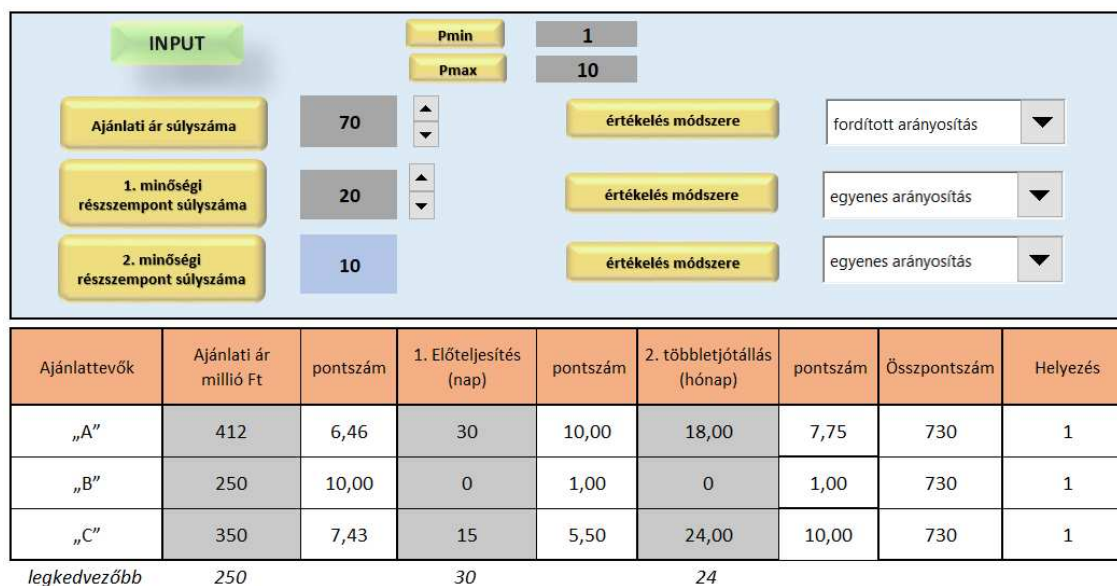 INPUT
Pmin 1
Pmax 10
Ajánlati ár súlyszáma 70 értékelés módszere fordított arányosítás
1. minőségi
részszempont súlyszáma 20 értékelés módszere egyenes arányosítás
2. minőségi
részszempont súlyszáma 10 értékelés módszere egyenes arányosítás
Ajánlattevők Ajánlati ár
millió Ft pontszám 1. Előteljesítés
(nap) pontszám 2. többletjótállás
(hónap) pontszám Összpontszám Helyezés
„A” 412 6,46 30 10,00 18,00 7,75 730 1
„B” 250 10,00 0 1,00 0 1,00 730 1
„C” 350 7,43 15 5,50 24,00 10,00 730 1
legkedvezőbb 250 30 24